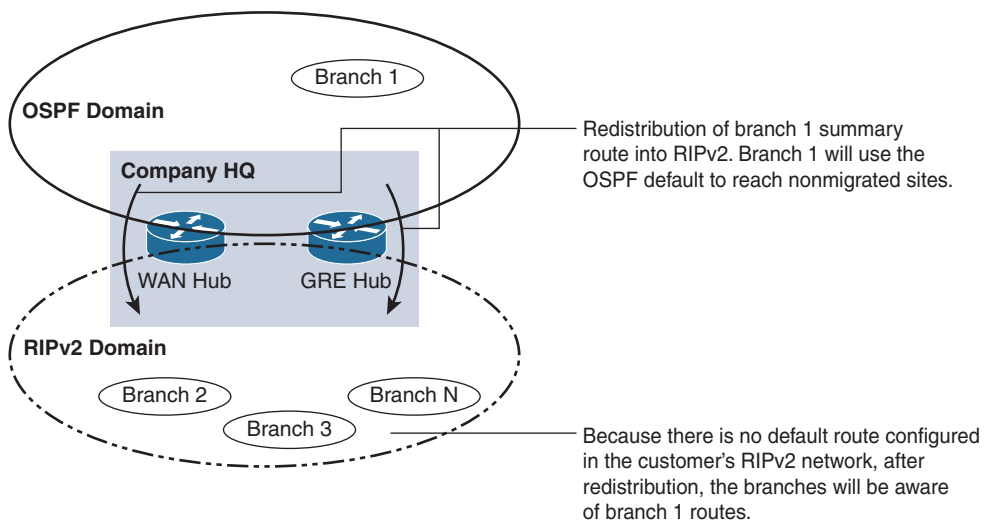 Branch 1
OSPF Domain
Redistribution of branch 1 summary
route into RIPv2. Branch 1 will use the
OSPF default to reach nonmigrated sites.
Company HQ
WAN Hub
GRE Hub
RIPv2 Domain
Branch 2
Branch N
Branch 3
Because there is no default route configured
in the customer's RIPv2 network, after
redistribution, the branches will be aware
of branch 1 routes.